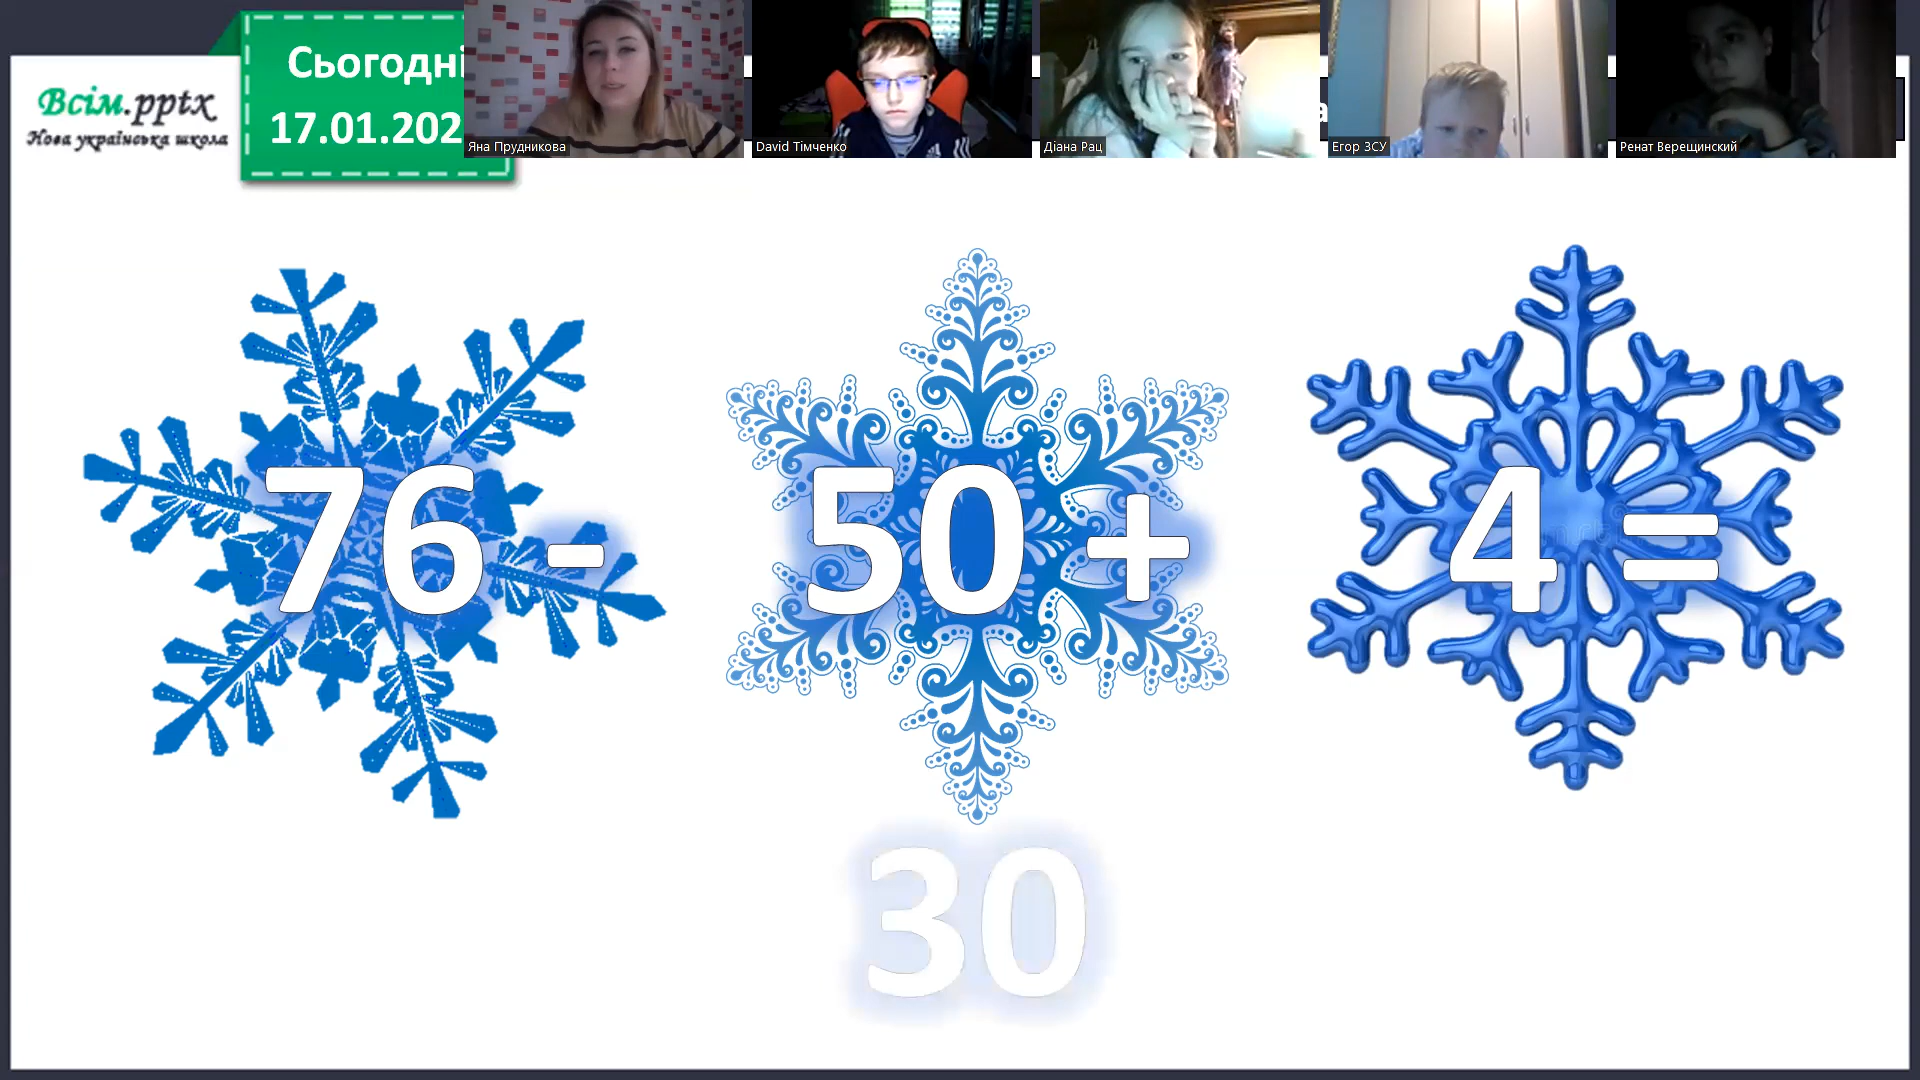 Всім.pptx
Нова українська школа
Сьогодні
17.01.202
Яна Прудникова
David Тімченко
Діана Рац
Егор ЗСУ
Ренат Верещинский
76 -
50 +
4 =
30